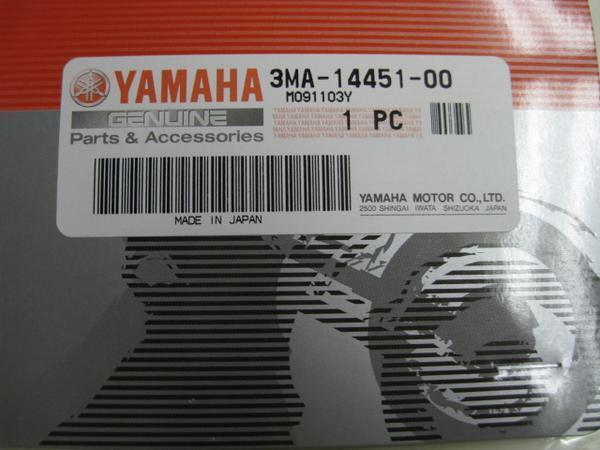 YAMAHA 3MA-14451-00
M091103Y
GENUINE
Parts & Accessories
1 PC
YAMAHA MOTOR CO.,LTD.
2500 SHINGAI IWATA SHIZUOKA JAPAN
MADE IN JAPAN